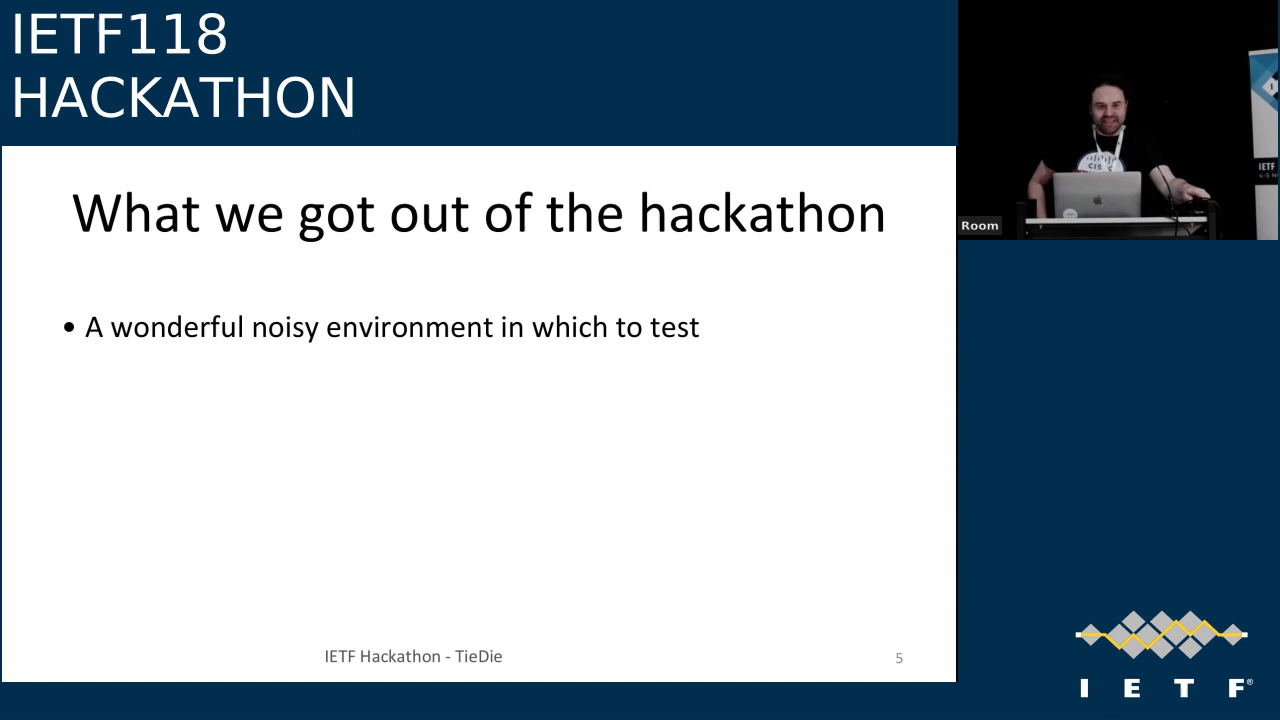 IETF118
HACKATHON
What we got out of the hackathon
• A wonderful noisy environment in which to test
IETF Hackathon - TieDie
5
Room
IETF
I E T F®